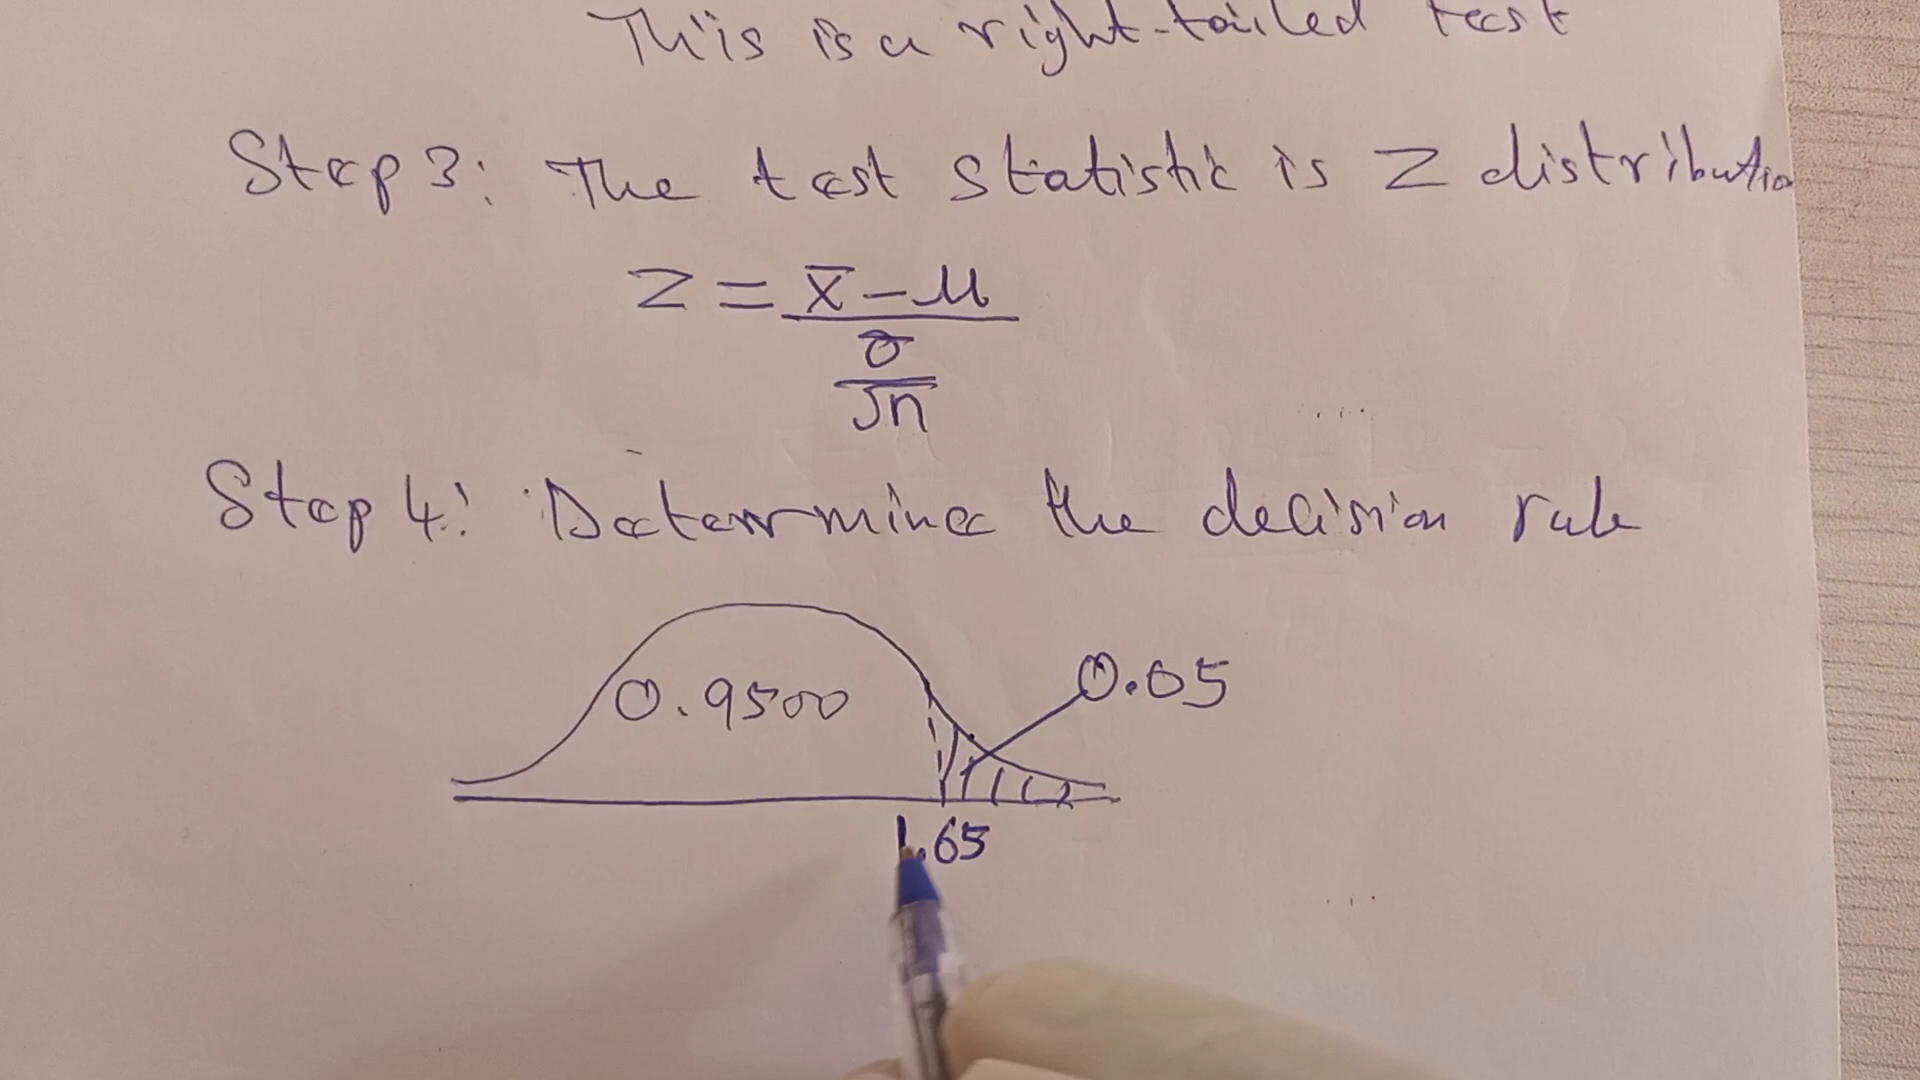 This is a right-tailed test
Step 3: The test statistic is Z distribution
Z = x̄ - μ
σ
√n
Step 4: Determine the decision rule
0.9500
0.05
1.65